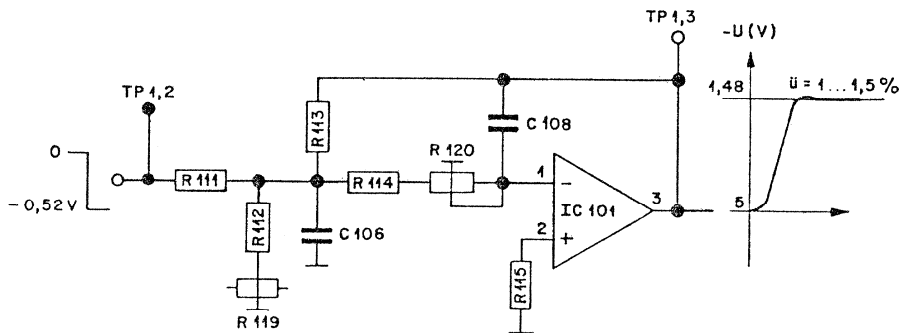 TP 1,3
-U (V)
TP 1,2
1,48
ü = 1 ... 1,5 %
R 113
C 108
R 120
0
-0,52 V
R 111
R 114
1
-
IC 101
3
5
R 112
C 106
2
+
R 115
R 119